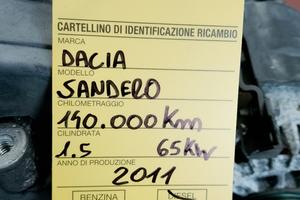 CARTELLINO DI IDENTIFICAZIONE RICAMBIO
MARCA
DACIA
MODELLO
SANDERO
CHILOMETRAGGIO
140.000 Km
CILINDRATA
1.5 65 KW
ANNO DI PRODUZIONE
2011
BENZINA DIESEL